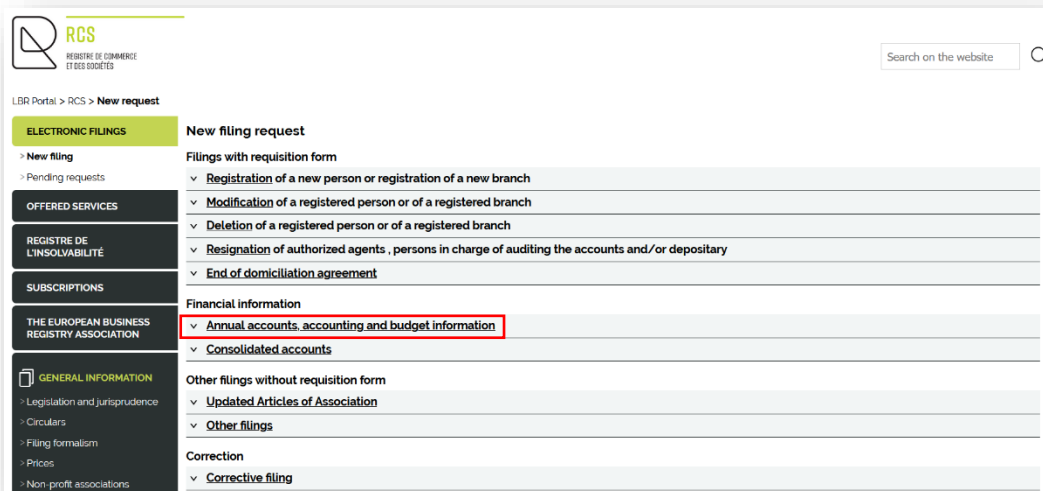 RCS
REGISTRE DE COMMERCE
ET DES SOCIÉTÉS
Search on the website
LBR Portal > RCS > New request
ELECTRONIC FILINGS
> New filing
> Pending requests
OFFERED SERVICES
REGISTRE DE
L'INSOLVABILITÉ
SUBSCRIPTIONS
THE EUROPEAN BUSINESS
REGISTRY ASSOCIATION
GENERAL INFORMATION
> Legislation and jurisprudence
> Circulars
> Filing formalism
> Prices
> Non-profit associations
New filing request
Filings with requisition form
Registration of a new person or registration of a new branch
Modification of a registered person or of a registered branch
Deletion of a registered person or of a registered branch
Resignation of authorized agents , persons in charge of auditing the accounts and/or depositary
End of domiciliation agreement
Financial information
Annual accounts, accounting and budget information
Consolidated accounts
Other filings without requisition form
Updated Articles of Association
Other filings
Correction
Corrective filing